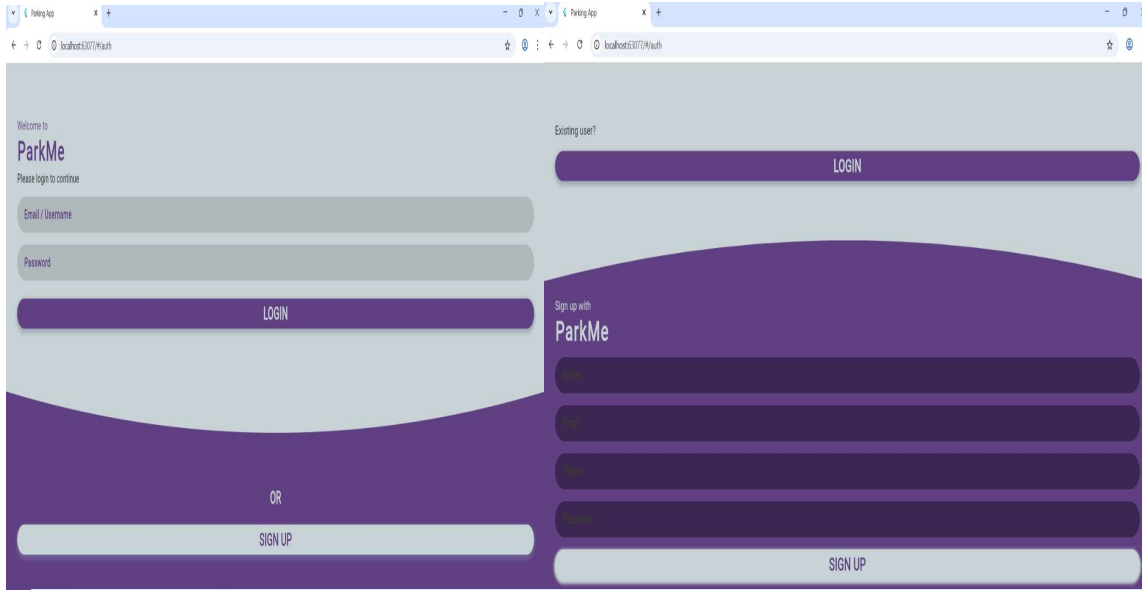 Parking App
localhost:63077/#/auth
Welcome to
ParkMe
Please login to continue
Email / Username
Password
LOGIN
OR
SIGN UP
Parking App
localhost:63077/#/auth
Existing user?
LOGIN
Sign up with
ParkMe
Name
Email
Phone
Password
SIGN UP